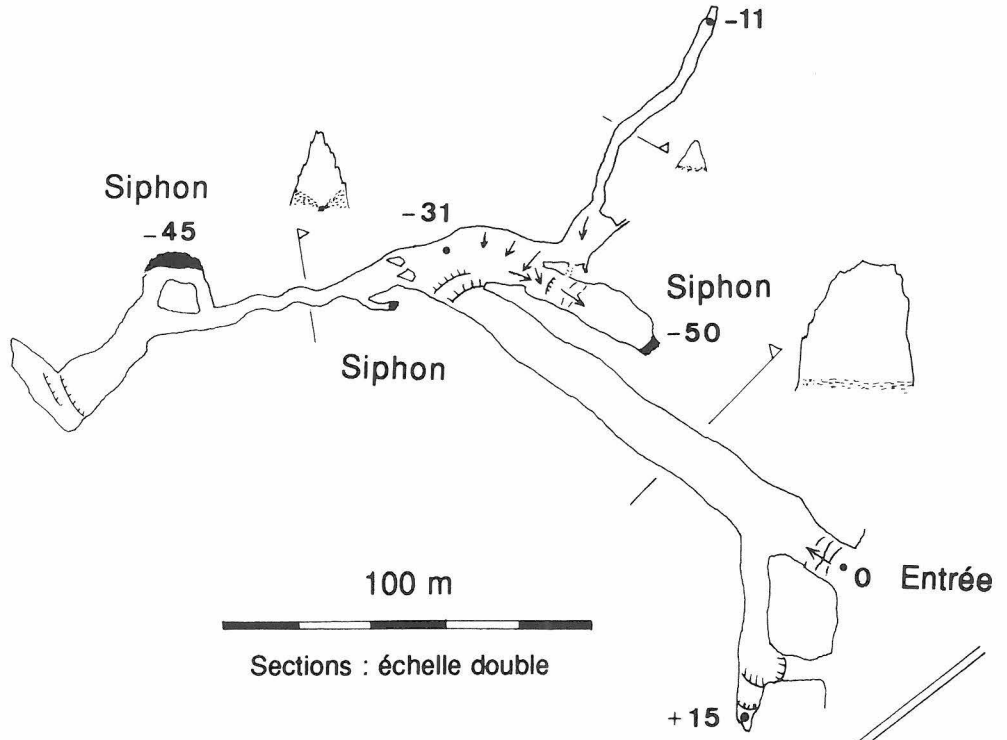 -11
Siphon
-45
-31
Siphon
-50
Siphon
0 Entrée
100 m
Sections : échelle double
+15